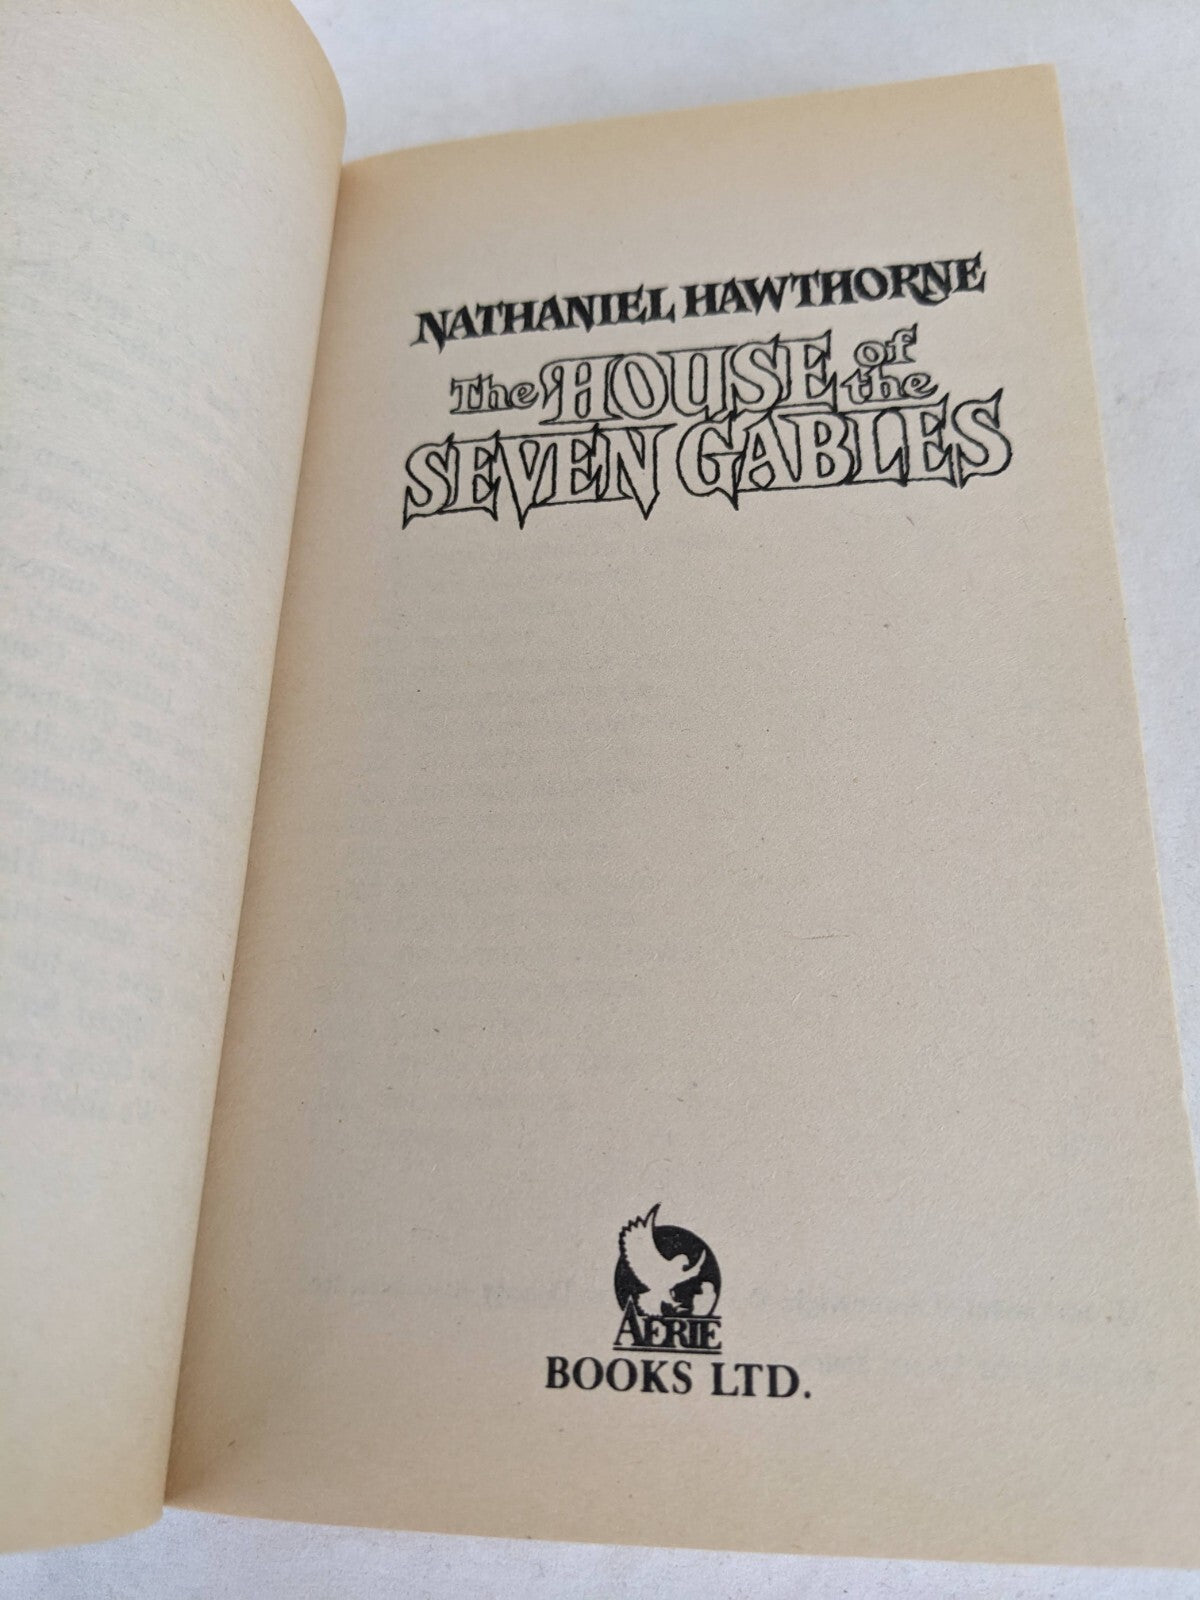 NATHANIEL HAWTHORNE
The HOUSE of the
SEVEN GABLES
AERIE
BOOKS LTD.